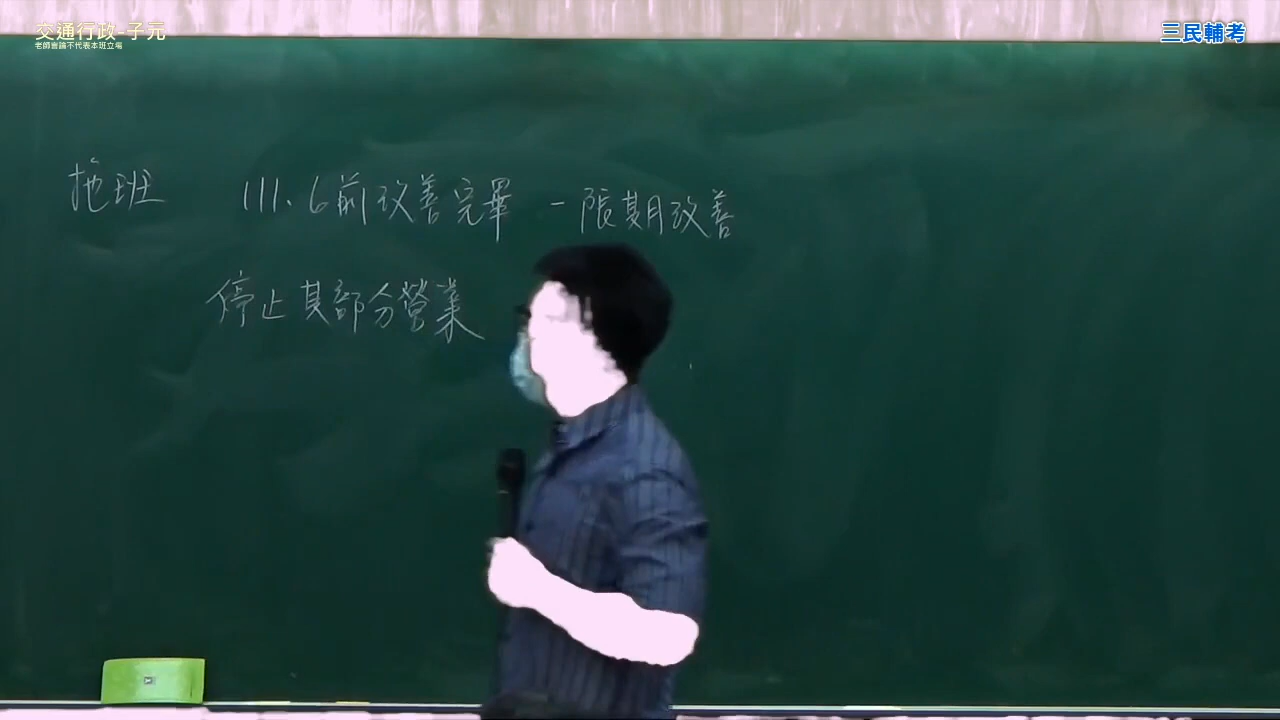 交通行政-子元
老師言論不代表本班立場
三民輔考
拖班 111.6前改善完畢 - 限期改善
停止其部分營業